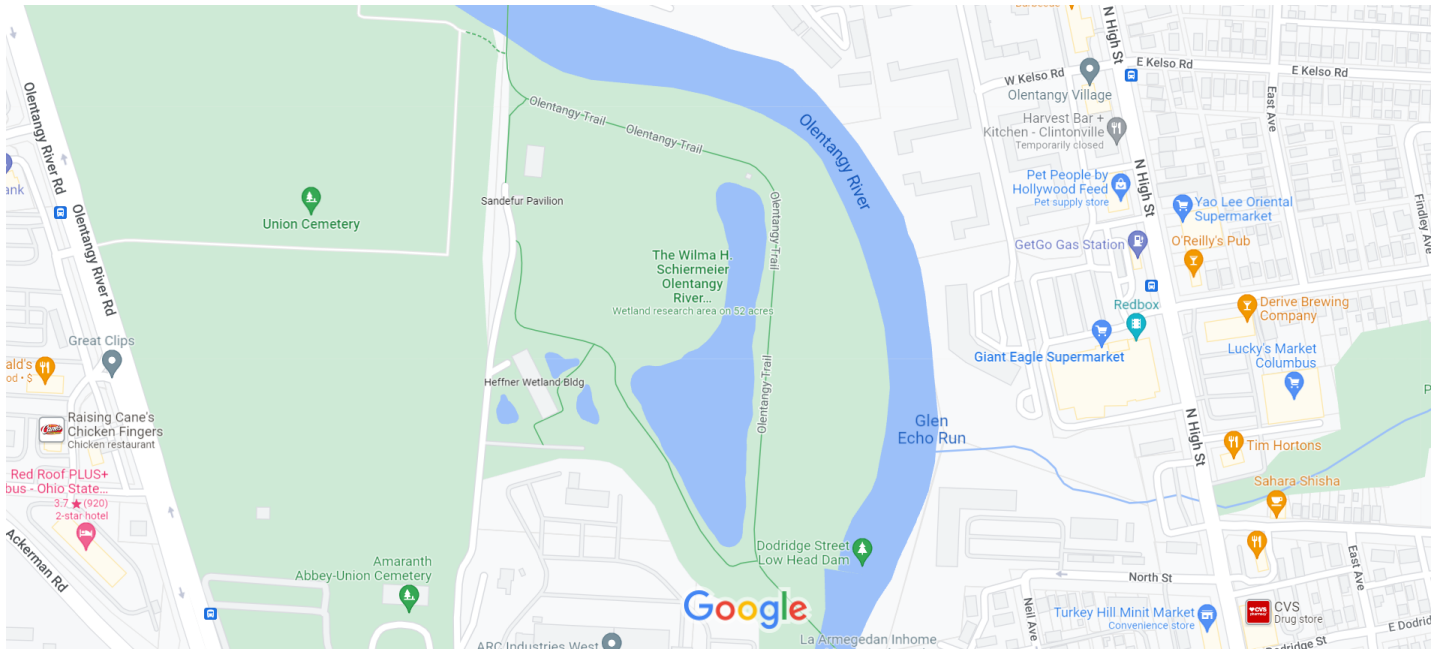 N High St
E Kelso Rd
E Kelso Rd
W Kelso Rd
Olentangy Village
East Ave
Olentangy River Rd
Olentangy-Trail
Olentangy-Trail
Olentangy River
Harvest Bar +
Kitchen - Clintonville
Temporarily closed
Pet People by
Hollywood Feed
Pet supply store
N High St
Yao Lee Oriental
Supermarket
Findley Ave
ank
Union Cemetery
Sandefur Pavilion
Olentangy-Trail
Olentangy River Rd
O'Reilly's Pub
GetGo Gas Station
The Wilma H.
Schiermeier
Olentangy
River...
Wetland research area on 52 acres
Redbox
Derive Brewing
Company
Great Clips
Giant Eagle Supermarket
Lucky's Market
Columbus
ald's
od • $
Heffner Wetland Bldg
Olentangy-Trail
P
Raising Cane's
Chicken Fingers
Chicken restaurant
Glen
Echo Run
N High St
Tim Hortons
Red Roof PLUS+
bus - Ohio State...
3.7 ★ (920)
2-star hotel
Sahara Shisha
Ackerman Rd
Amaranth
Abbey-Union Cemetery
Dodridge Street
Low Head Dam
North St
East Ave
Google
Neil Ave
Turkey Hill Minit Market
Convenience store
CVS
CVS
Drug store
ARC Industries West
La Armegedan Inhome
Dodridge St
E Dodrid